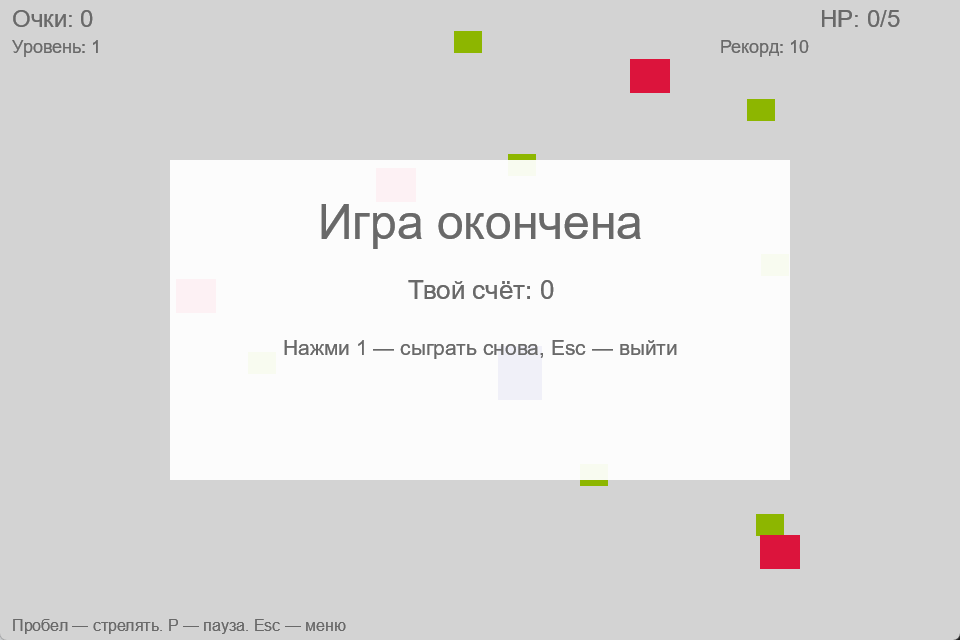 Очки: 0
HP: 0/5
Уровень: 1
Рекорд: 10
Игра окончена
Твой счёт: 0
Нажми 1 — сыграть снова, Esc — выйти
Пробел — стрелять. P — пауза. Esc — меню